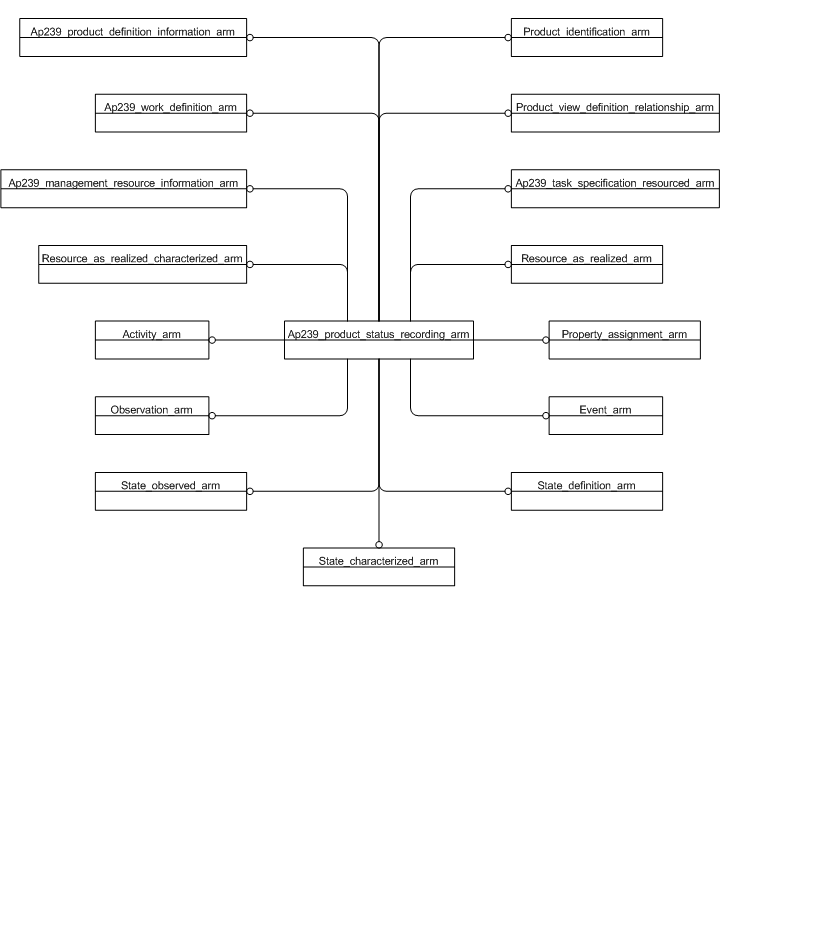 Ap239_product_definition_information_arm
Product_identification_arm
Ap239_work_definition_arm
Product_view_definition_relationship_arm
Ap239_management_resource_information_arm
Ap239_task_specification_resourced_arm
Resource_as_realized_characterized_arm
Resource_as_realized_arm
Activity_arm
Ap239_product_status_recording_arm
Property_assignment_arm
Observation_arm
Event_arm
State_observed_arm
State_definition_arm
State_characterized_arm